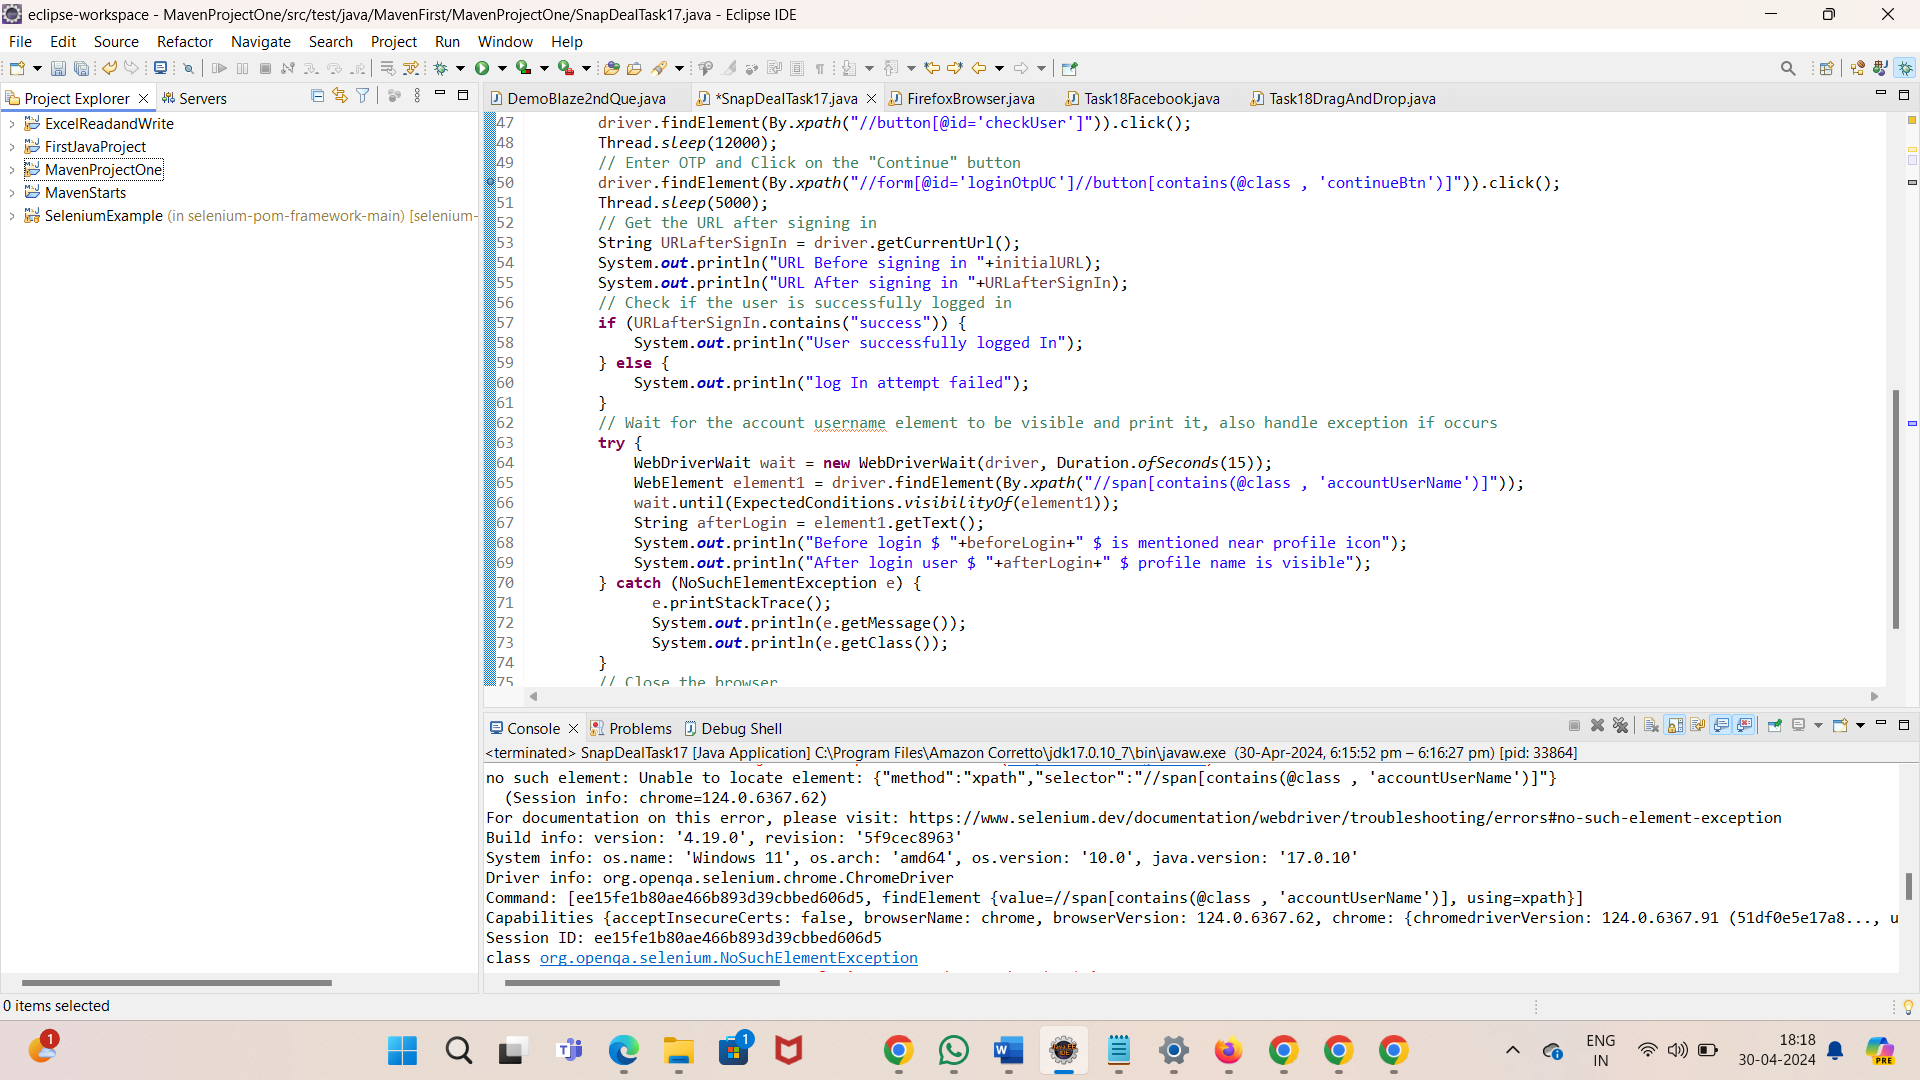 eclipse-workspace - MavenProjectOne/src/test/java/MavenFirst/MavenProjectOne/SnapDealTask17.java - Eclipse IDE
File Edit Source Refactor Navigate Search Project Run Window Help
Project Explorer Servers
DemoBlaze2ndQue.java *SnapDealTask17.java FirefoxBrowser.java Task18Facebook.java Task18DragAndDrop.java
ExcelReadandWrite
FirstJavaProject
MavenProjectOne
MavenStarts
SeleniumExample (in selenium-pom-framework-main) [selenium-
47 driver.findElement(By.xpath("//button[@id='checkUser']")).click();
48 Thread.sleep(12000);
49 // Enter OTP and Click on the "Continue" button
50 driver.findElement(By.xpath("//form[@id='loginOtpUC']//button[contains(@class , 'continueBtn')]")).click();
51 Thread.sleep(5000);
52 // Get the URL after signing in
53 String URLafterSignIn = driver.getCurrentUrl();
54 System.out.println("URL Before signing in "+initialURL);
55 System.out.println("URL After signing in "+URLafterSignIn);
56 // Check if the user is successfully logged in
57 if (URLafterSignIn.contains("success")) {
58 System.out.println("User successfully logged In");
59 } else {
60 System.out.println("log In attempt failed");
61 }
62 // Wait for the account username element to be visible and print it, also handle exception if occurs
63 try {
64 WebDriverWait wait = new WebDriverWait(driver, Duration.ofSeconds(15));
65 WebElement element1 = driver.findElement(By.xpath("//span[contains(@class , 'accountUserName')]"));
66 wait.until(ExpectedConditions.visibilityOf(element1));
67 String afterLogin = element1.getText();
68 System.out.println("Before login $ "+beforeLogin+" $ is mentioned near profile icon");
69 System.out.println("After login user $ "+afterLogin+" $ profile name is visible");
70 } catch (NoSuchElementException e) {
71 e.printStackTrace();
72 System.out.println(e.getMessage());
73 System.out.println(e.getClass());
74 }
75 // Close the browser
Console Problems Debug Shell
<terminated> SnapDealTask17 [Java Application] C:\Program Files\Amazon Corretto\jdk17.0.10_7\bin\javaw.exe (30-Apr-2024, 6:15:52 pm – 6:16:27 pm) [pid: 33864]
no such element: Unable to locate element: {"method":"xpath","selector":"//span[contains(@class , 'accountUserName')]"}
(Session info: chrome=124.0.6367.62)
For documentation on this error, please visit: https://www.selenium.dev/documentation/webdriver/troubleshooting/errors#no-such-element-exception
Build info: version: '4.19.0', revision: '5f9cec8963'
System info: os.name: 'Windows 11', os.arch: 'amd64', os.version: '10.0', java.version: '17.0.10'
Driver info: org.openqa.selenium.chrome.ChromeDriver
Command: [ee15fe1b80ae466b893d39cbbed606d5, findElement {value=//span[contains(@class , 'accountUserName')], using=xpath}]
Capabilities {acceptInsecureCerts: false, browserName: chrome, browserVersion: 124.0.6367.62, chrome: {chromedriverVersion: 124.0.6367.91 (51df0e5e17a8..., u
Session ID: ee15fe1b80ae466b893d39cbbed606d5
class org.openqa.selenium.NoSuchElementException
0 items selected
1
1
ENG
IN
18:18
30-04-2024
PRE